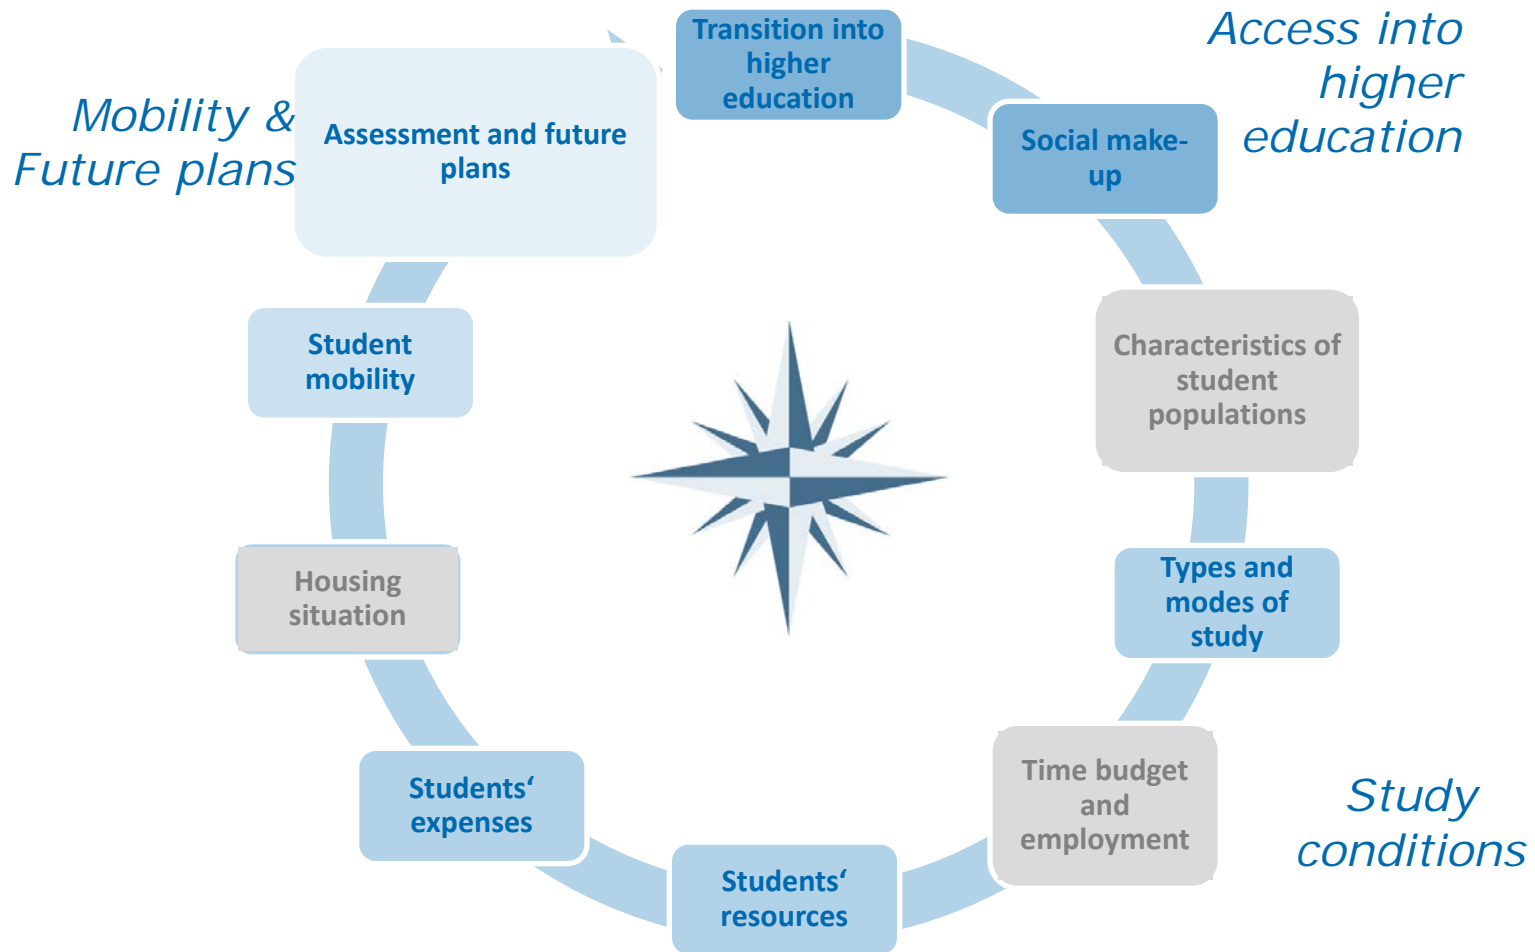 Transition into
higher
education
Access into
higher
education
Social make-
up
Characteristics of
student
populations
Types and
modes of
study
Time budget
and
employment
Study
conditions
Students‘
resources
Students‘
expenses
Housing
situation
Student
mobility
Assessment and future
plans
Mobility &
Future plans